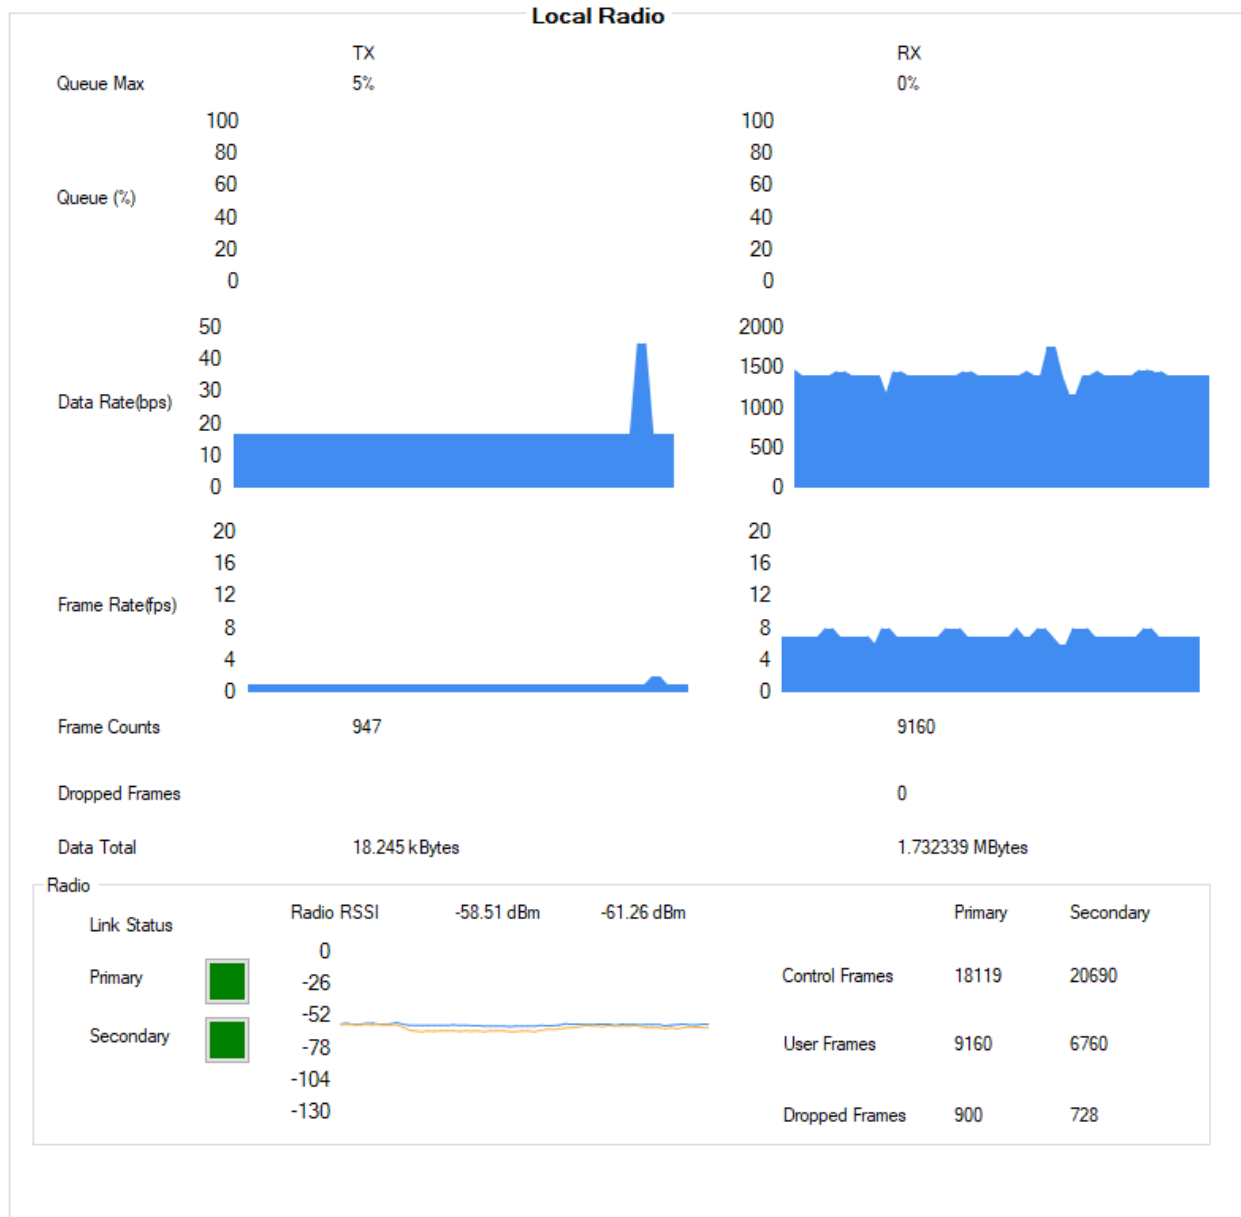 Local Radio
TX RX
Queue Max 5% 0%
100 100
80 80
60 60
Queue (%)
40 40
20 20
0 0
50 2000
40 1500
30
Data Rate(bps) 1000
20
10 500
0 0
20 20
16 16
12 12
Frame Rate(fps)
8 8
4 4
0 0
Frame Counts 947 9160
Dropped Frames 0
Data Total 18.245 kBytes 1.732339 MBytes
Radio
Link Status Radio RSSI -58.51 dBm -61.26 dBm Primary Secondary
0
Primary -26 Control Frames 18119 20690
-52
Secondary -78 User Frames 9160 6760
-104
-130 Dropped Frames 900 728